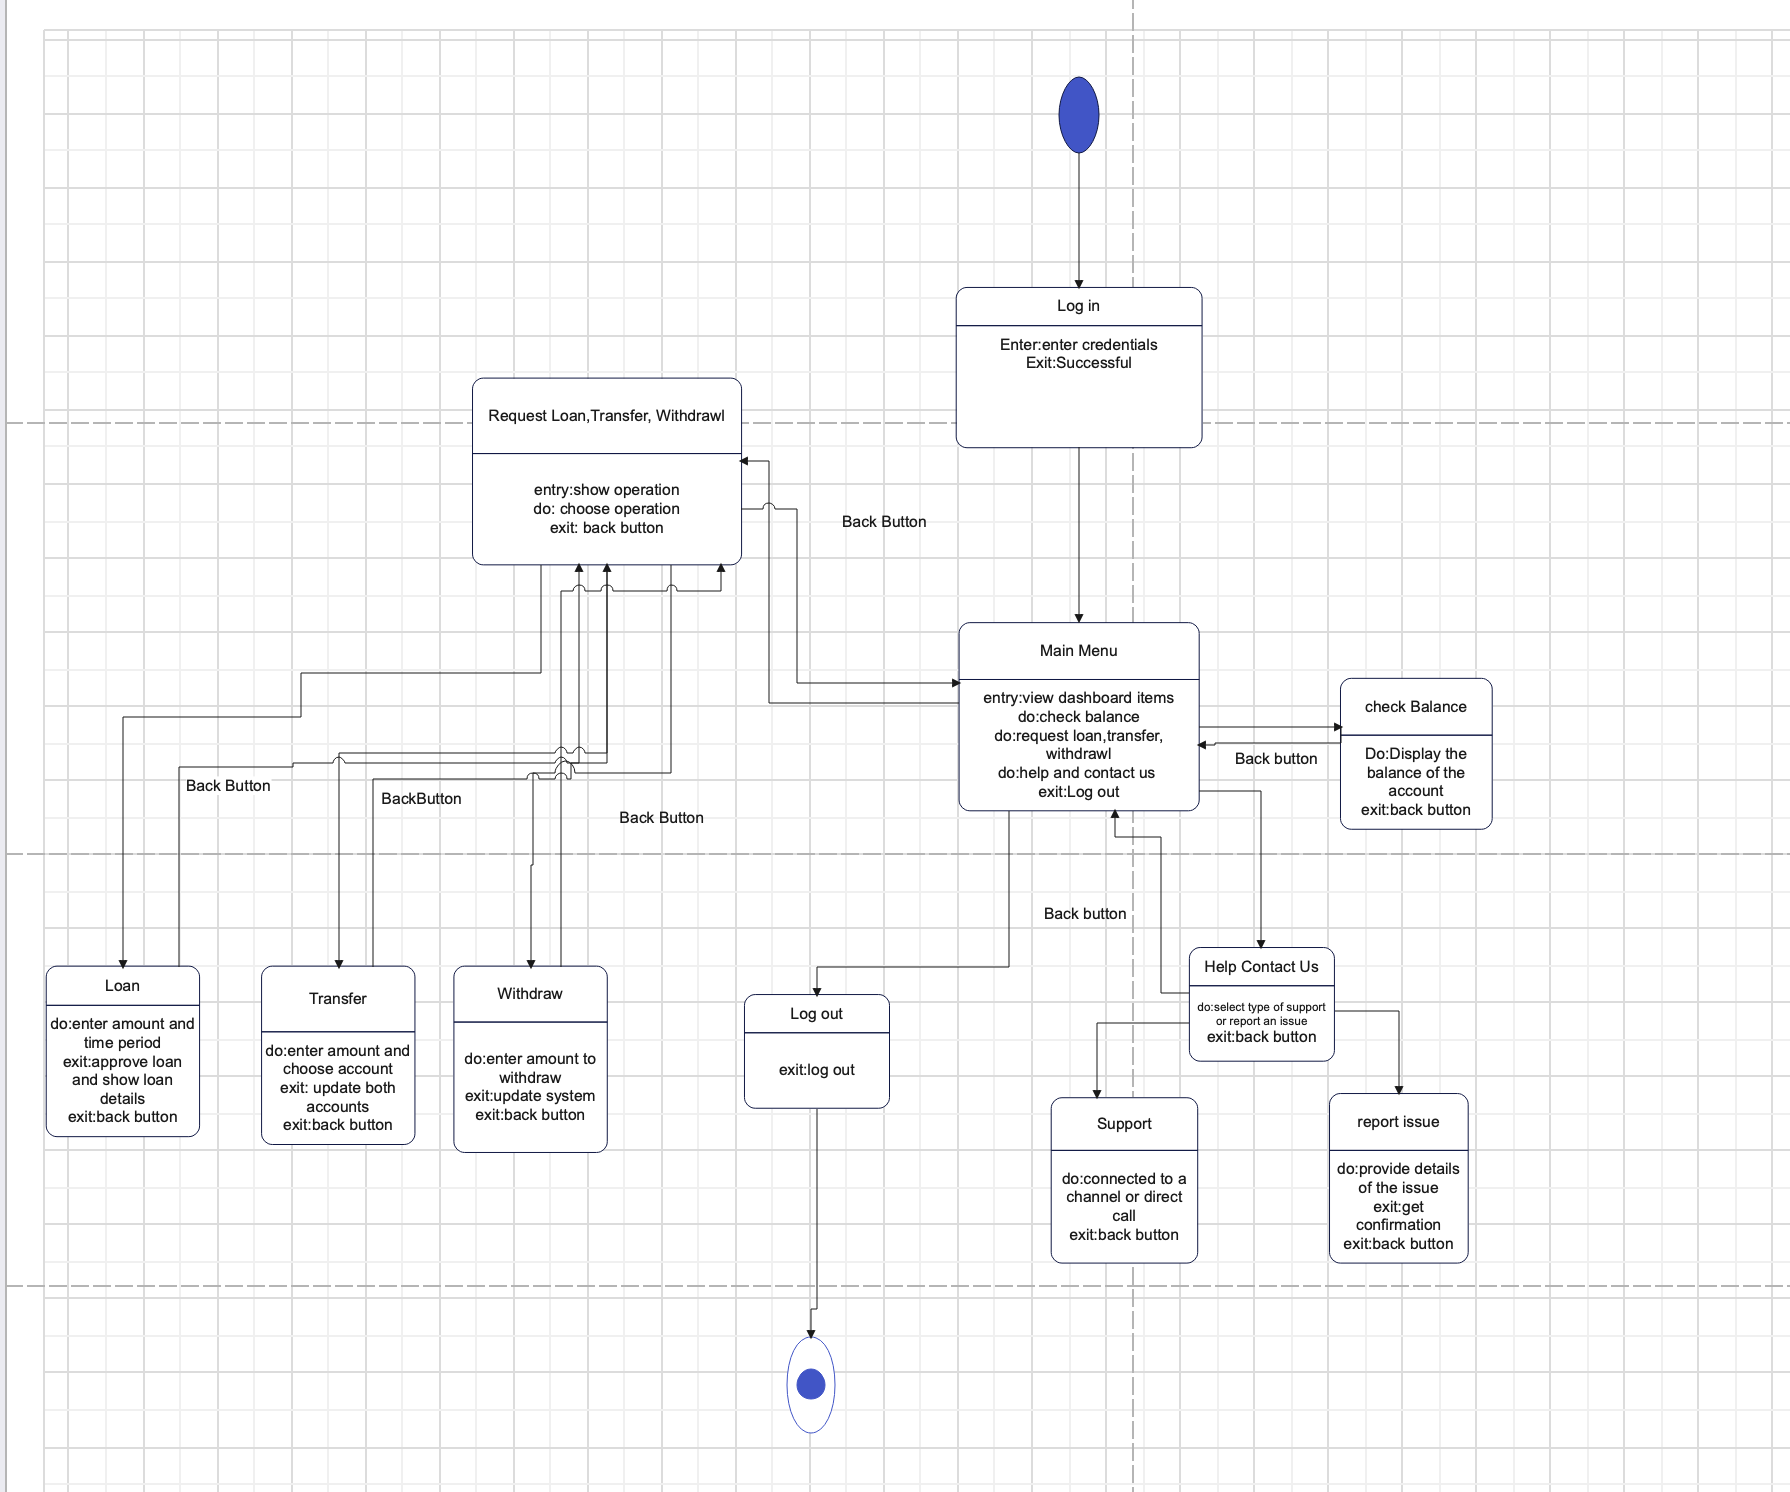 Log in
Enter:enter credentials
Exit:Successful
Request Loan,Transfer, Withdrawl
entry:show operation
do: choose operation
exit: back button
Back Button
Main Menu
entry:view dashboard items
do:check balance
do:request loan,transfer,
withdrawl
do:help and contact us
exit:Log out
check Balance
Do:Display the
balance of the
account
exit:back button
Back button
Back Button
BackButton
Back Button
Back button
Loan
do:enter amount and
time period
exit:approve loan
and show loan
details
exit:back button
Transfer
do:enter amount and
choose account
exit: update both
accounts
exit:back button
Withdraw
do:enter amount to
withdraw
exit:update system
exit:back button
Log out
exit:log out
Help Contact Us
do:select type of support
or report an issue
exit:back button
Support
do:connected to a
channel or direct
call
exit:back button
report issue
do:provide details
of the issue
exit:get
confirmation
exit:back button